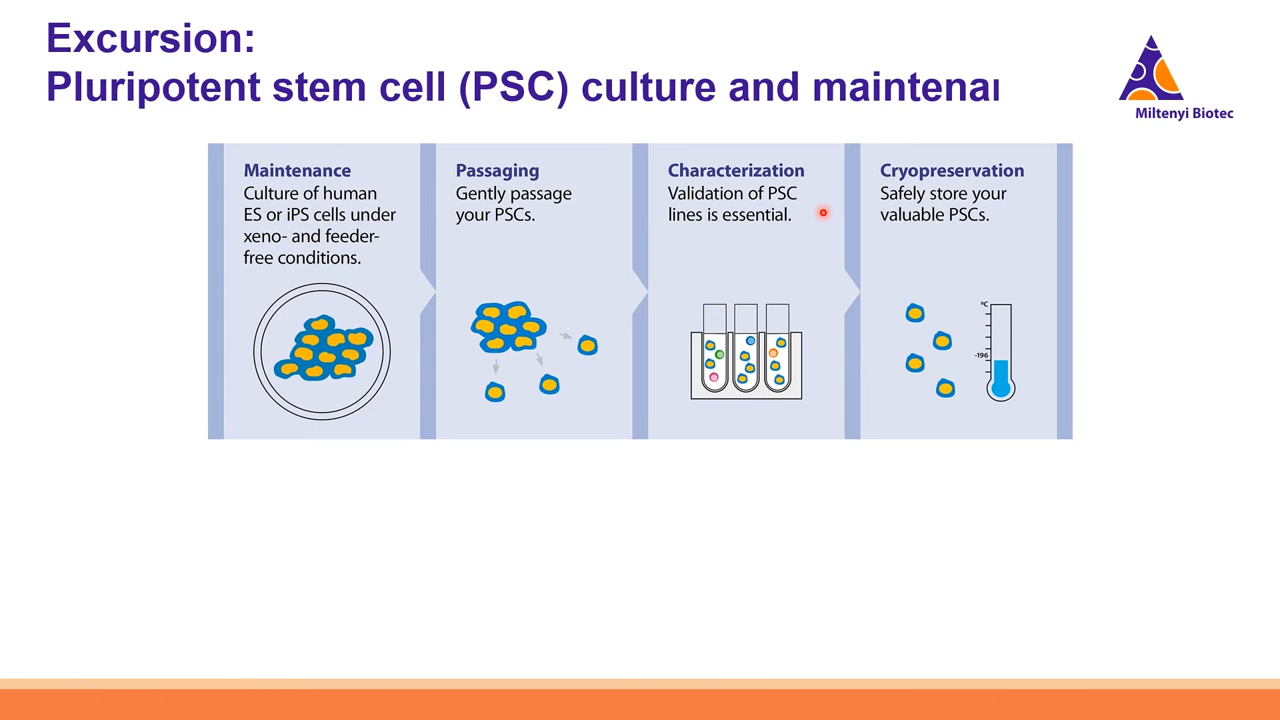 Excursion:
Pluripotent stem cell (PSC) culture and maintenan
Miltenyi Biotec
Maintenance
Culture of human
ES or iPS cells under
xeno- and feeder-
free conditions.
Passaging
Gently passage
your PSCs.
Characterization
Validation of PSC
lines is essential.
Cryopreservation
Safely store your
valuable PSCs.
°C
-196